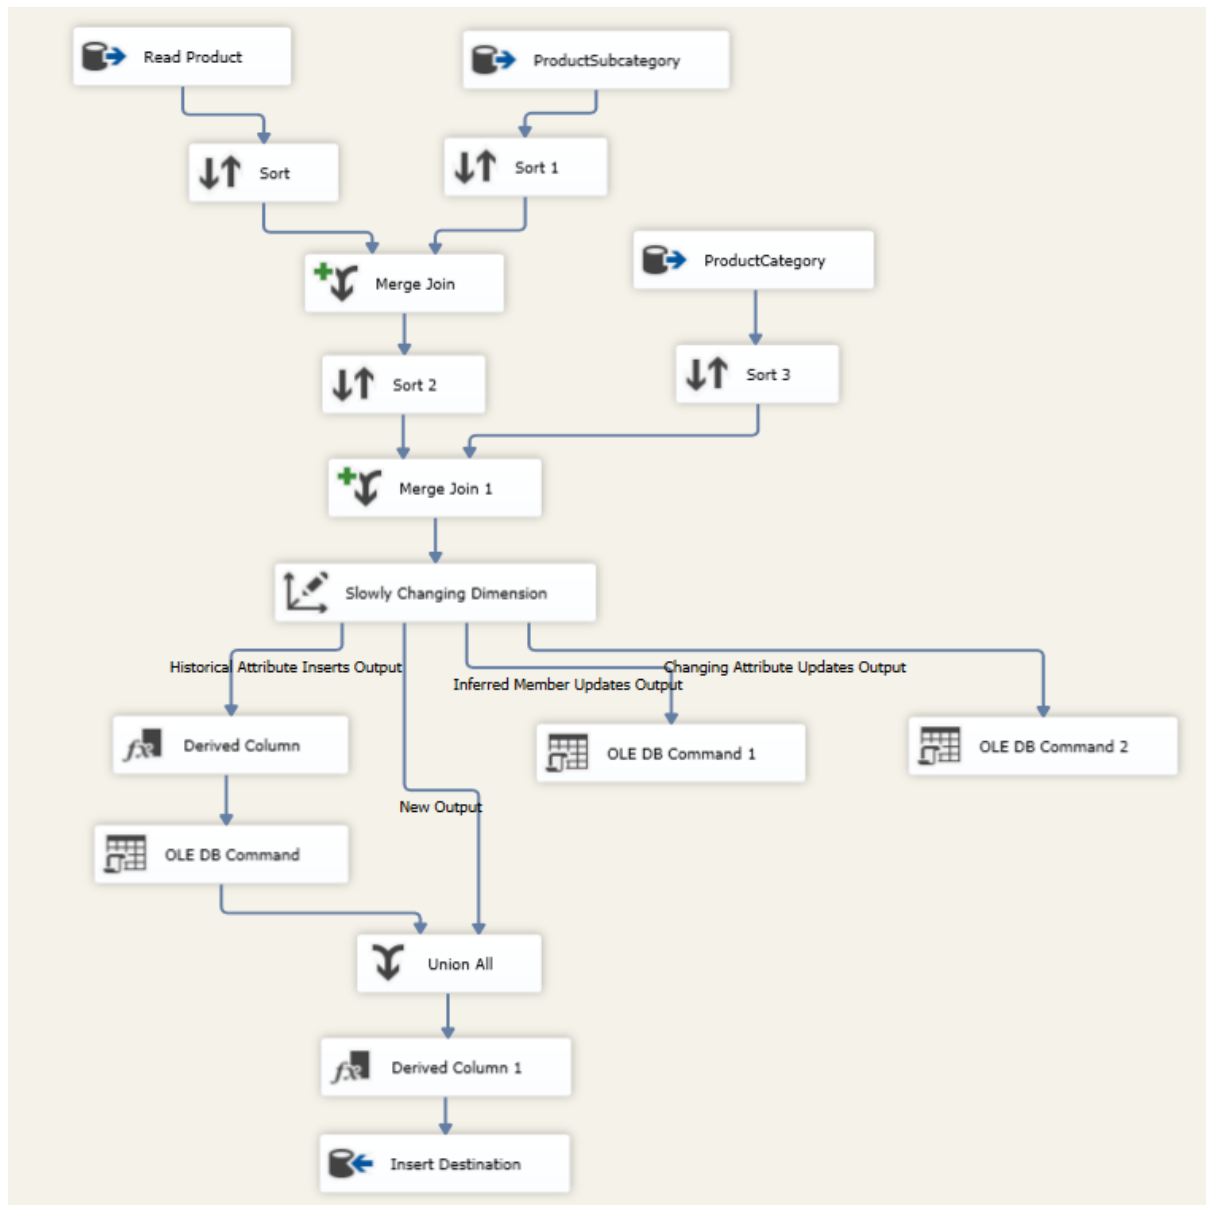 Read Product
ProductSubcategory
Sort
Sort 1
Merge Join
ProductCategory
Sort 2
Sort 3
Merge Join 1
Slowly Changing Dimension
Historical Attribute Inserts Output
Changing Attribute Updates Output
Inferred Member Updates Output
Derived Column
OLE DB Command 1
OLE DB Command 2
New Output
OLE DB Command
Union All
Derived Column 1
Insert Destination